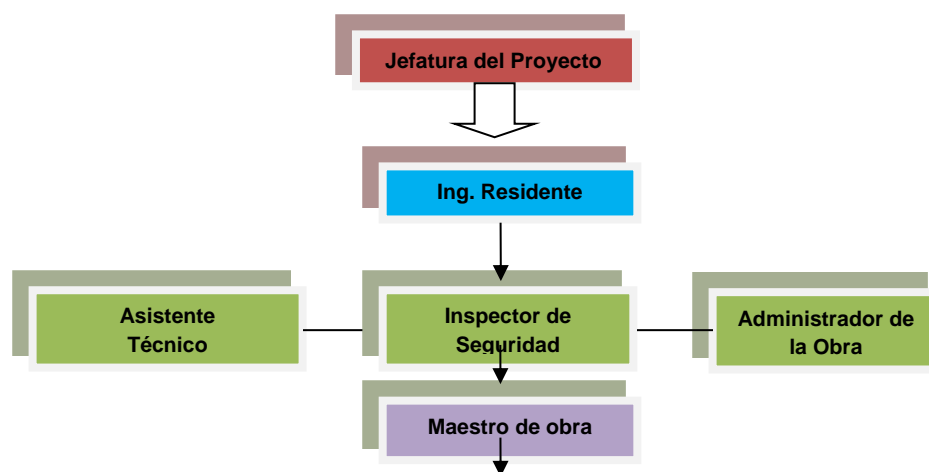 Jefatura del Proyecto
Ing. Residente
Asistente
Técnico
Inspector de
Seguridad
Administrador de
la Obra
Maestro de obra